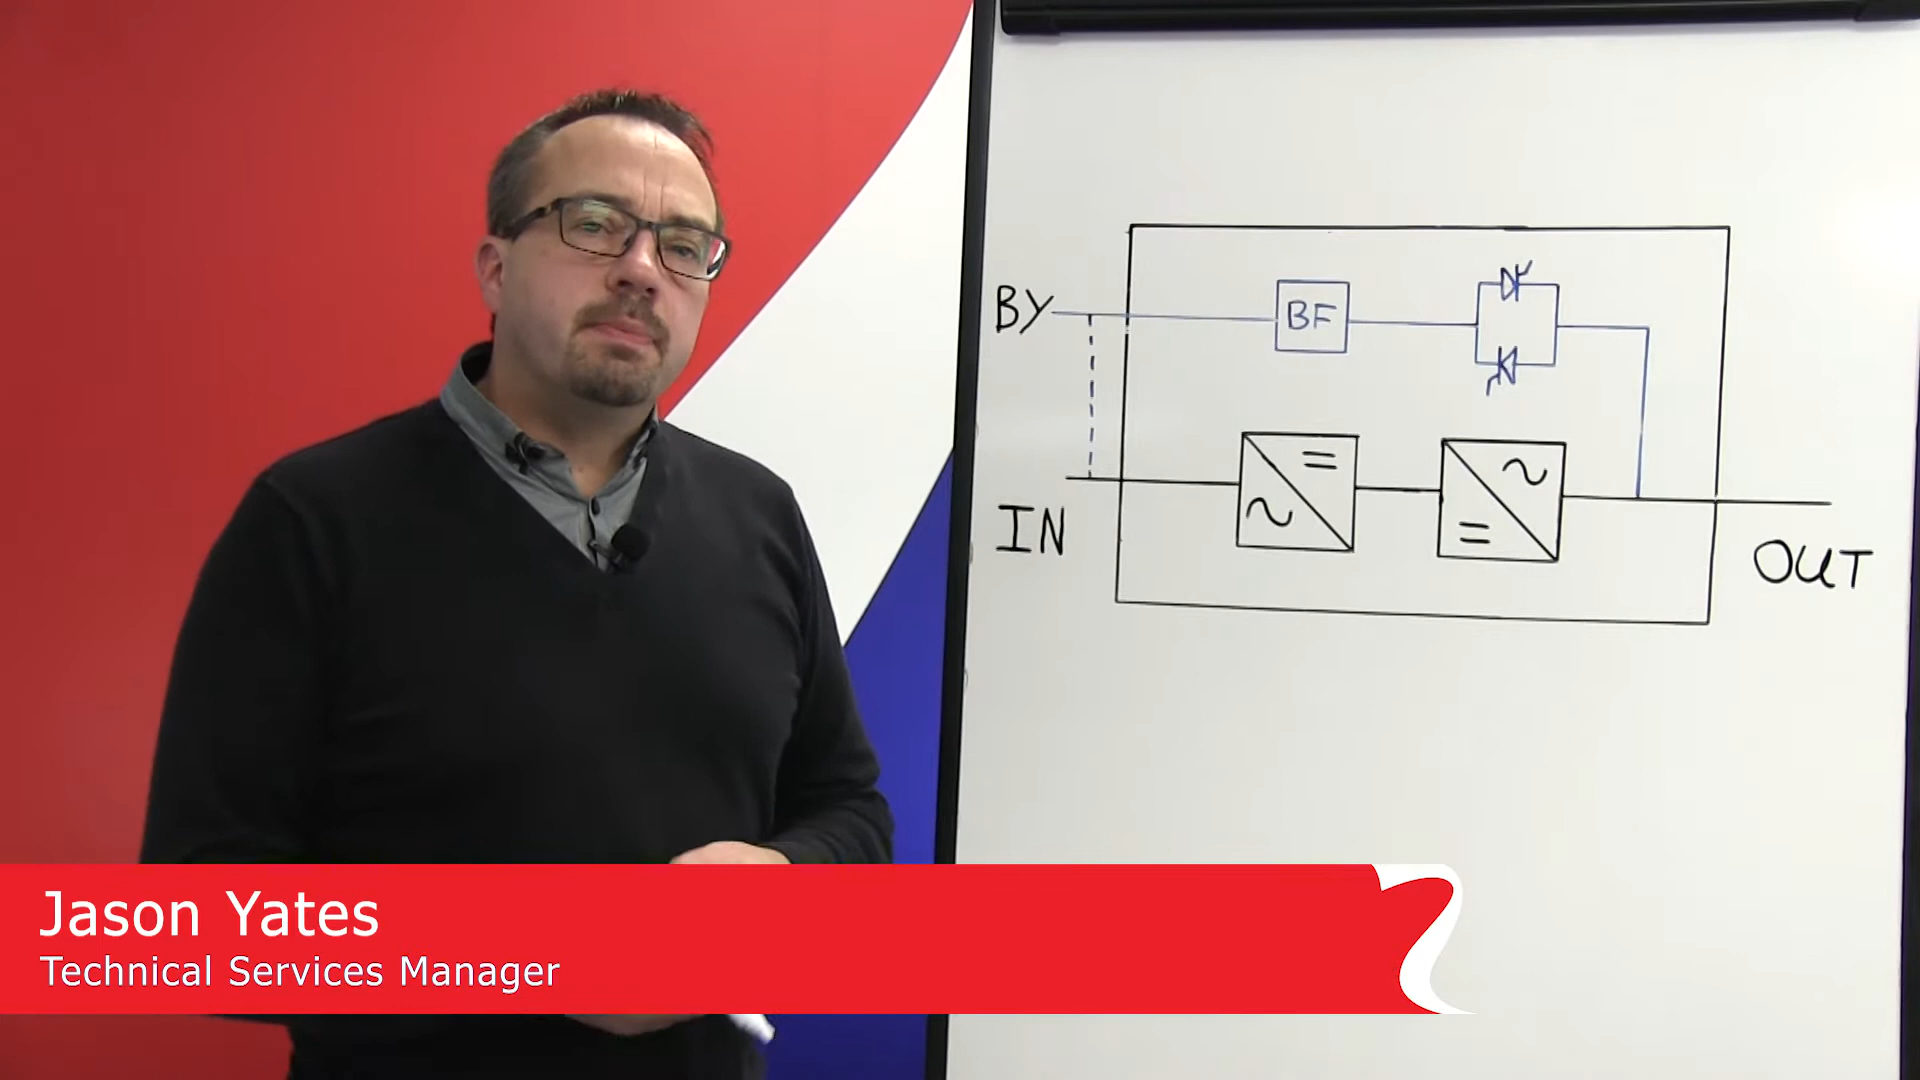 BY
BF
IN
OUT
Jason Yates
Technical Services Manager